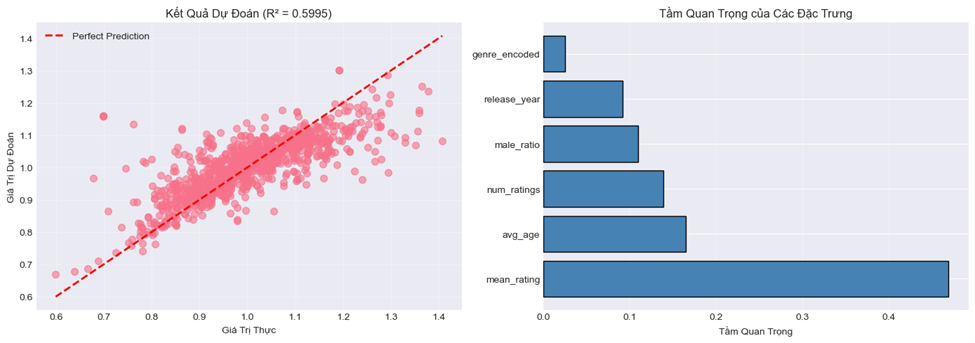 Kết Quả Dự Đoán (R² = 0.5995)
Perfect Prediction
1.4
1.3
1.2
1.1
1.0
0.9
0.8
0.7
0.6
Giá Trị Dự Đoán
0.6 0.7 0.8 0.9 1.0 1.1 1.2 1.3 1.4
Giá Trị Thực
Tầm Quan Trọng của Các Đặc Trưng
genre_encoded
release_year
male_ratio
num_ratings
avg_age
mean_rating
0.0 0.1 0.2 0.3 0.4
Tầm Quan Trọng